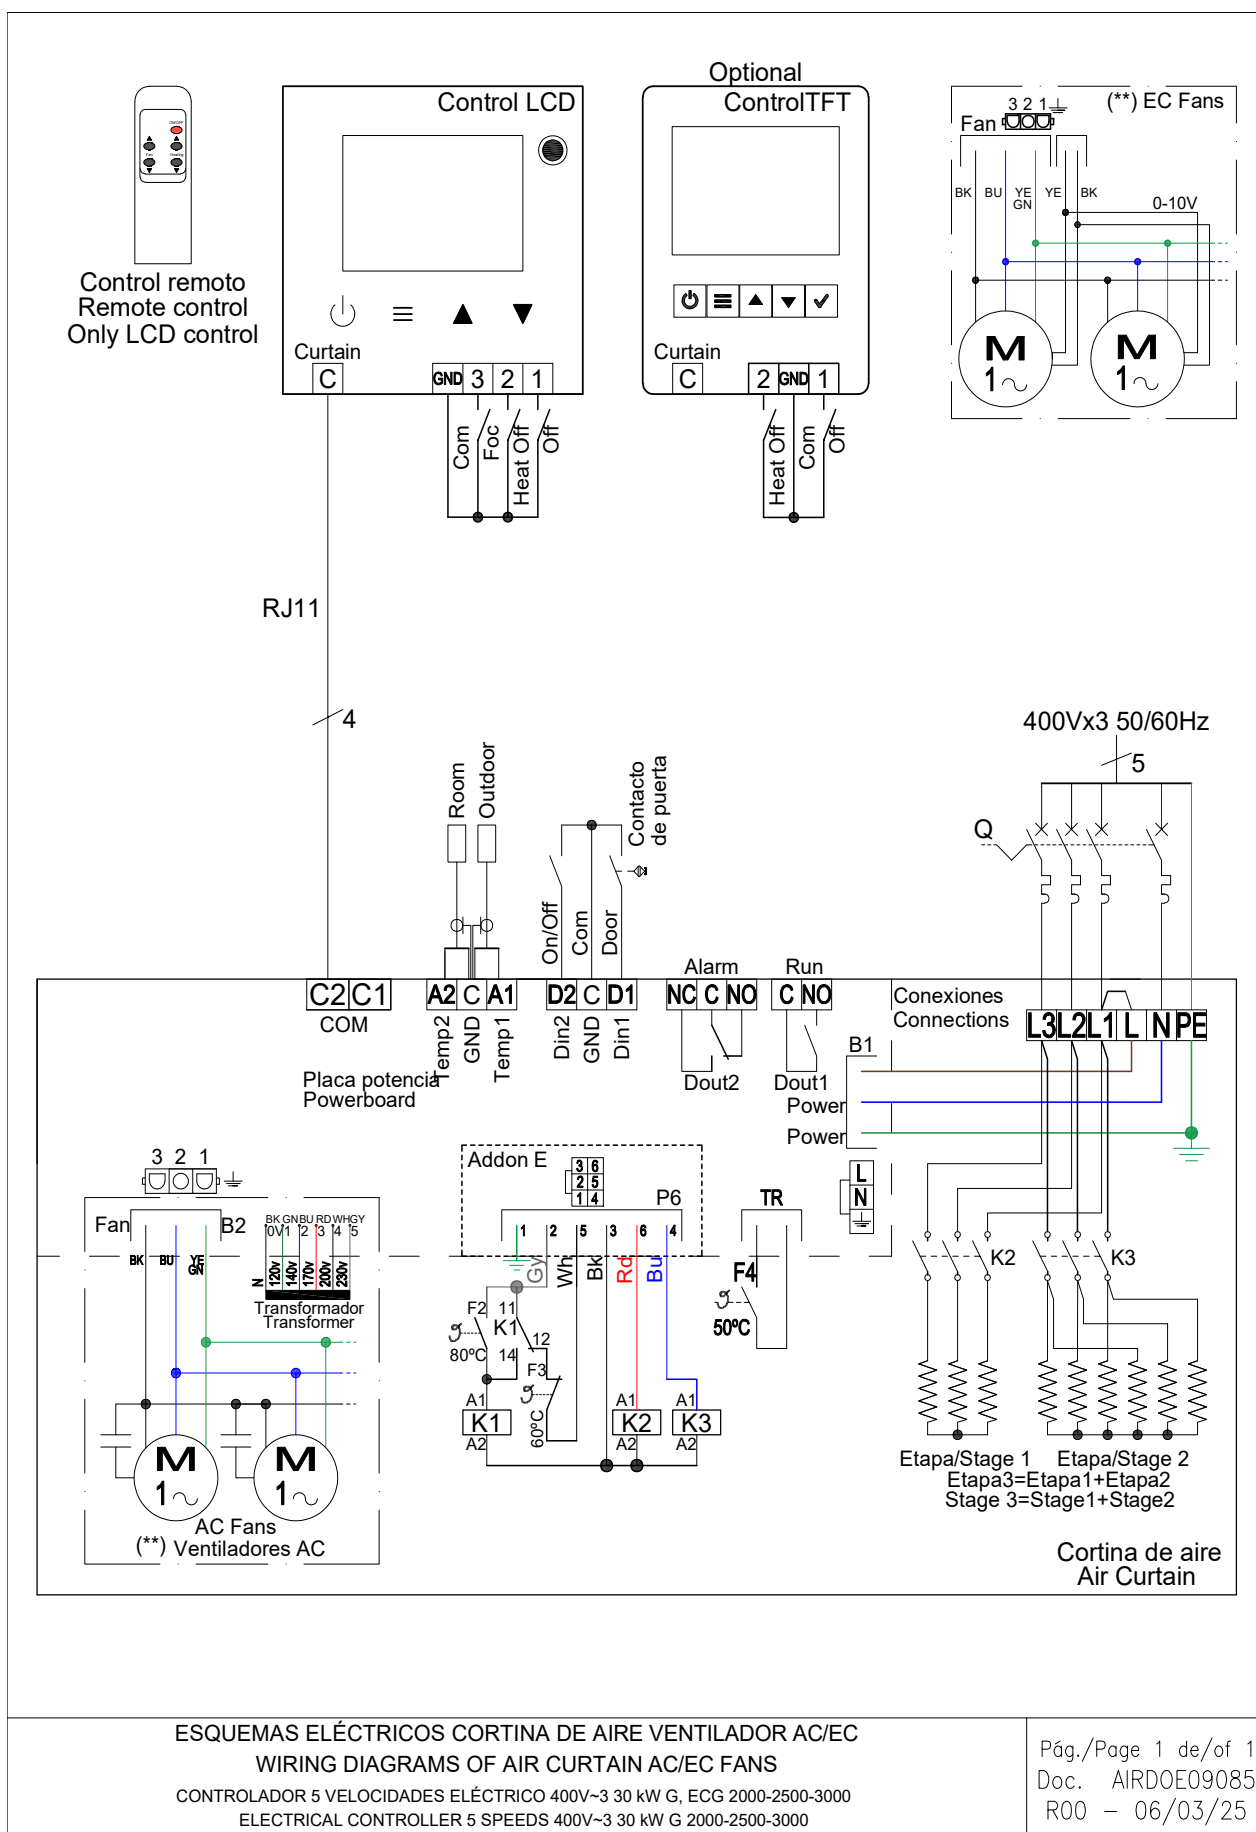 Optional
Control LCD
ControlTFT
(**) EC Fans
3 2 1
Fan
ON/OFF
Fan
Heating
BK
BU
YE
GN
YE
BK
0-10V
Control remoto
Remote control
Only LCD control
M
1
M
1
Curtain
C
GND 3 2 1
Curtain
C
2 GND 1
Com
Foc
Heat Off
Off
Heat Off
Com
Off
RJ11
4
400Vx3 50/60Hz
5
Room
Outdoor
Contacto
de puerta
Q
On/Off
Com
Door
Alarm
Run
C2 C1
COM
A2 C A1
D2 C D1
NC C NO
C NO
Conexiones
Connections
L3 L2 L1 L N PE
Temp2
GND
Temp1
Din2
GND
Din1
Dout2
Dout1
B1
Placa potencia
Powerboard
Power
Power
3 2 1
Addon E
3 6
2 5
1 4
P6
TR
L
N
Fan
B2
BK GN BU RD WH GY
0V 1 2 3 4 5
BK
BU
YE
GN
N
120v
140v
170v
200v
230v
Transformador
Transformer
1 2 5 3 6 4
Gy
Wh
Bk
Rd
Bu
F4
50ºC
K2
K3
F2
80ºC
11
K1
12
14
F3
60ºC
A1
K1
A2
A1
K2
A2
A1
K3
A2
M
1
M
1
AC Fans
(**) Ventiladores AC
Etapa/Stage 1
Etapa/Stage 2
Etapa3=Etapa1+Etapa2
Stage 3=Stage1+Stage2
Cortina de aire
Air Curtain
ESQUEMAS ELÉCTRICOS CORTINA DE AIRE VENTILADOR AC/EC
WIRING DIAGRAMS OF AIR CURTAIN AC/EC FANS
CONTROLADOR 5 VELOCIDADES ELÉCTRICO 400V~3 30 kW G, ECG 2000-2500-3000
ELECTRICAL CONTROLLER 5 SPEEDS 400V~3 30 kW G 2000-2500-3000
Pág./Page 1 de/of 1
Doc. AIRDOE09085
R00 – 06/03/25